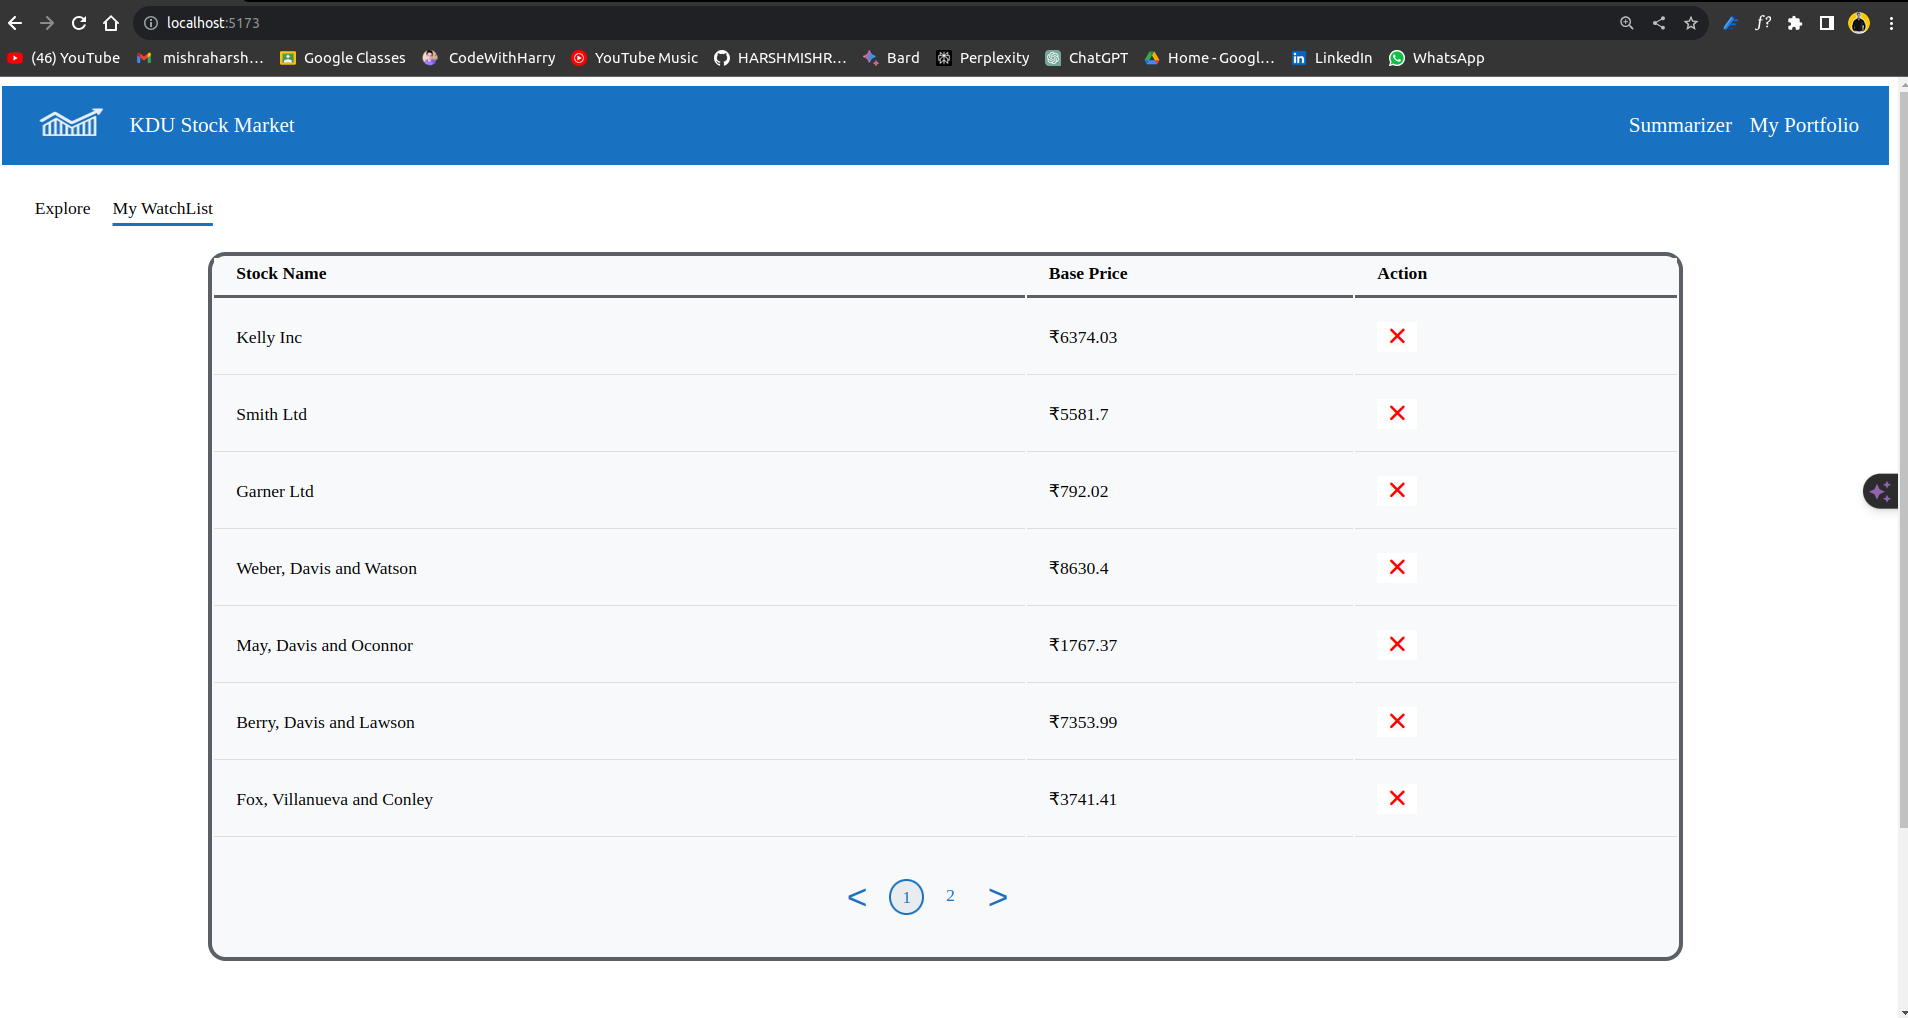 localhost:5173
(46) YouTube mishraharsh... Google Classes CodeWithHarry YouTube Music HARSHMISHR... Bard Perplexity ChatGPT Home - Googl... LinkedIn WhatsApp
KDU Stock Market Summarizer My Portfolio
Explore My WatchList
Stock Name Base Price Action
Kelly Inc ₹6374.03
Smith Ltd ₹5581.7
Garner Ltd ₹792.02
Weber, Davis and Watson ₹8630.4
May, Davis and Oconnor ₹1767.37
Berry, Davis and Lawson ₹7353.99
Fox, Villanueva and Conley ₹3741.41
< 1 2 >